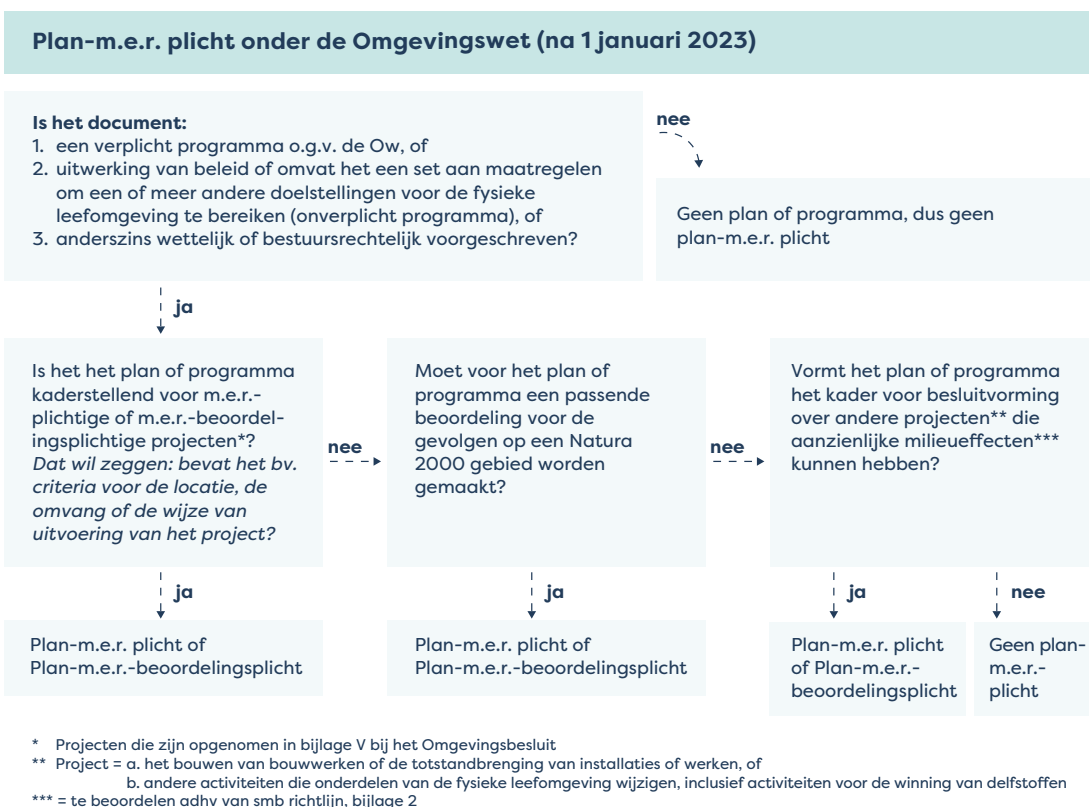 Plan-m.e.r. plicht onder de Omgevingswet (na 1 januari 2023)
Is het document:
1. een verplicht programma o.g.v. de Ow, of
2. uitwerking van beleid of omvat het een set aan maatregelen
om een of meer andere doelstellingen voor de fysieke
leefomgeving te bereiken (onverplicht programma), of
3. anderszins wettelijk of bestuursrechtelijk voorgeschreven?
nee
Geen plan of programma, dus geen
plan-m.e.r. plicht
ja
Is het het plan of programma
kaderstellend voor m.e.r.-
plichtige of m.e.r.-beoordel-
ingsplichtige projecten*?
Dat wil zeggen: bevat het bv.
criteria voor de locatie, de
omvang of de wijze van
uitvoering van het project?
nee
Moet voor het plan of
programma een passende
beoordeling voor de
gevolgen op een Natura
2000 gebied worden
gemaakt?
nee
Vormt het plan of programma
het kader voor besluitvorming
over andere projecten** die
aanzienlijke milieueffecten***
kunnen hebben?
ja
ja
ja
nee
Plan-m.e.r. plicht of
Plan-m.e.r.-beoordelingsplicht
Plan-m.e.r. plicht of
Plan-m.e.r.-beoordelingsplicht
Plan-m.e.r. plicht
of Plan-m.e.r.-
beoordelingsplicht
Geen plan-
m.e.r.-
plicht
* Projecten die zijn opgenomen in bijlage V bij het Omgevingsbesluit
** Project = a. het bouwen van bouwwerken of de totstandbrenging van installaties of werken, of
b. andere activiteiten die onderdelen van de fysieke leefomgeving wijzigen, inclusief activiteiten voor de winning van delfstoffen
*** = te beoordelen adhv van smb richtlijn, bijlage 2